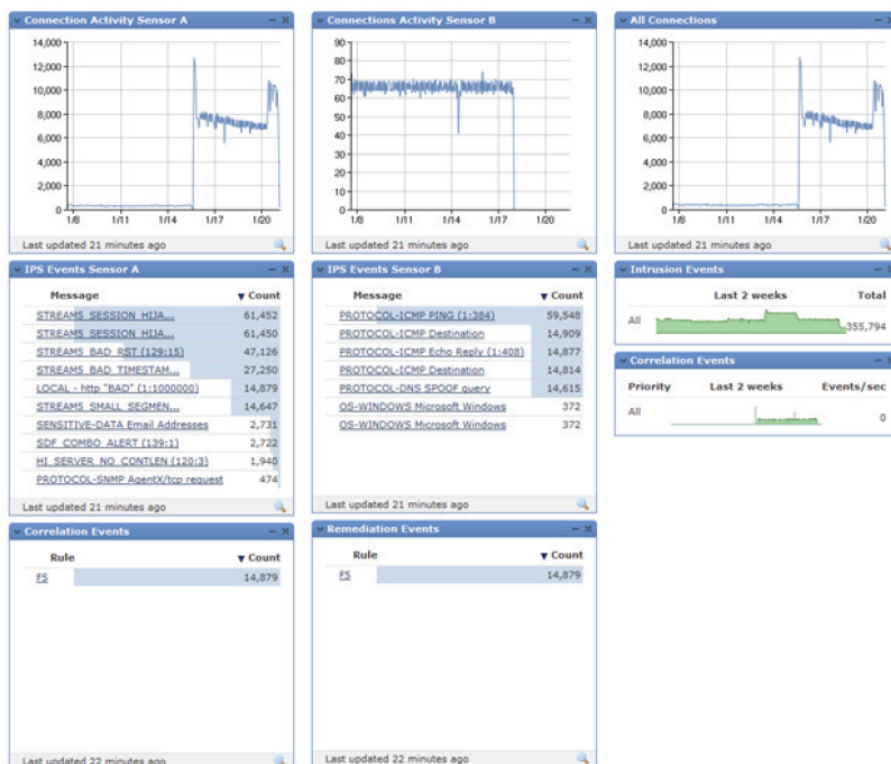 Connection Activity Sensor A
14,000
12,000
10,000
8,000
6,000
4,000
2,000
0
1/8 1/11 1/14 1/17 1/20
Last updated 21 minutes ago
Connections Activity Sensor B
90
80
70
60
50
40
30
20
10
0
1/8 1/11 1/14 1/17 1/20
Last updated 21 minutes ago
All Connections
14,000
12,000
10,000
8,000
6,000
4,000
2,000
0
1/8 1/11 1/14 1/17 1/20
Last updated 21 minutes ago
IPS Events Sensor A
Message Count
STREAM5_SESSION_HIJA... 61,452
STREAM5_SESSION_HIJA... 61,450
STREAM5_BAD_RST (129:15) 47,126
STREAM5_BAD_TIMESTAM... 27,250
LOCAL - http "BAD" (1:1000000) 14,879
STREAM5_SMALL_SEGMEN... 14,647
SENSITIVE-DATA Email Addresses 2,731
SDF_COMBO_ALERT (139:1) 2,722
HI_SERVER_NO_CONTLEN (120:3) 1,940
PROTOCOL-SNMP AgentX/tcp request 474
Last updated 21 minutes ago
IPS Events Sensor B
Message Count
PROTOCOL-ICMP PING (1:384) 59,548
PROTOCOL-ICMP Destination 14,909
PROTOCOL-ICMP Echo Reply (1:408) 14,877
PROTOCOL-ICMP Destination 14,814
PROTOCOL-DNS SPOOF query 14,615
OS-WINDOWS Microsoft Windows 372
OS-WINDOWS Microsoft Windows 372
Last updated 21 minutes ago
Intrusion Events
Last 2 weeks Total
All 355,794
Correlation Events
Priority Last 2 weeks Events/sec
All 0
Correlation Events
Rule Count
F5 14,879
Last updated 22 minutes ago
Remediation Events
Rule Count
F5 14,879
Last updated 22 minutes ago